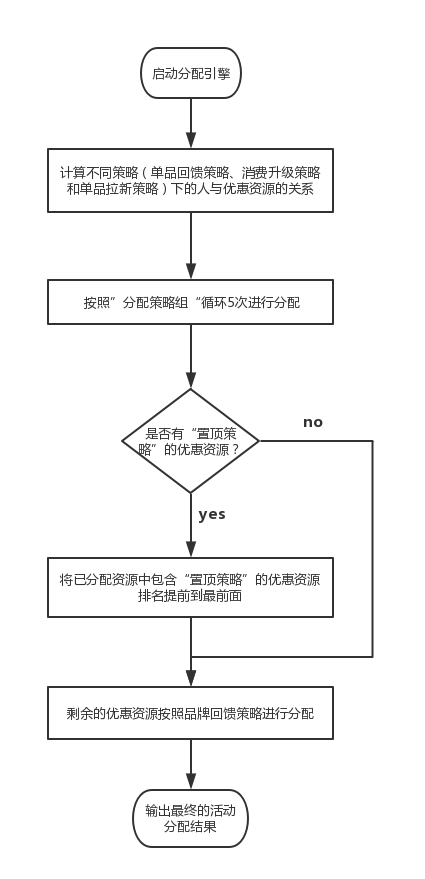 启动分配引擎
计算不同策略（单品回馈策略、消费升级策略
和单品拉新策略）下的人与优惠资源的关系
按照”分配策略组“循环5次进行分配
是否有“置顶策
略”的优惠资源？
no
yes
将已分配资源中包含“置顶策略”的优惠资源
排名提前到最前面
剩余的优惠资源按照品牌回馈策略进行分配
输出最终的活动
分配结果